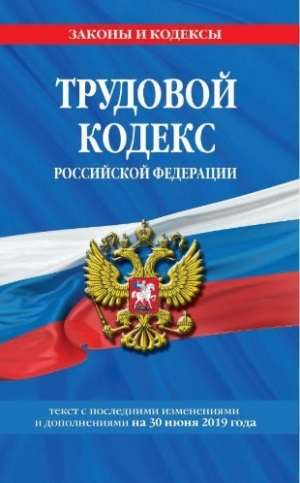 ЗАКОНЫ И КОДЕКСЫ
ТРУДОВОЙ
КОДЕКС
РОССИЙСКОЙ ФЕДЕРАЦИИ
текст с последними изменениями
и дополнениями на 30 июня 2019 года